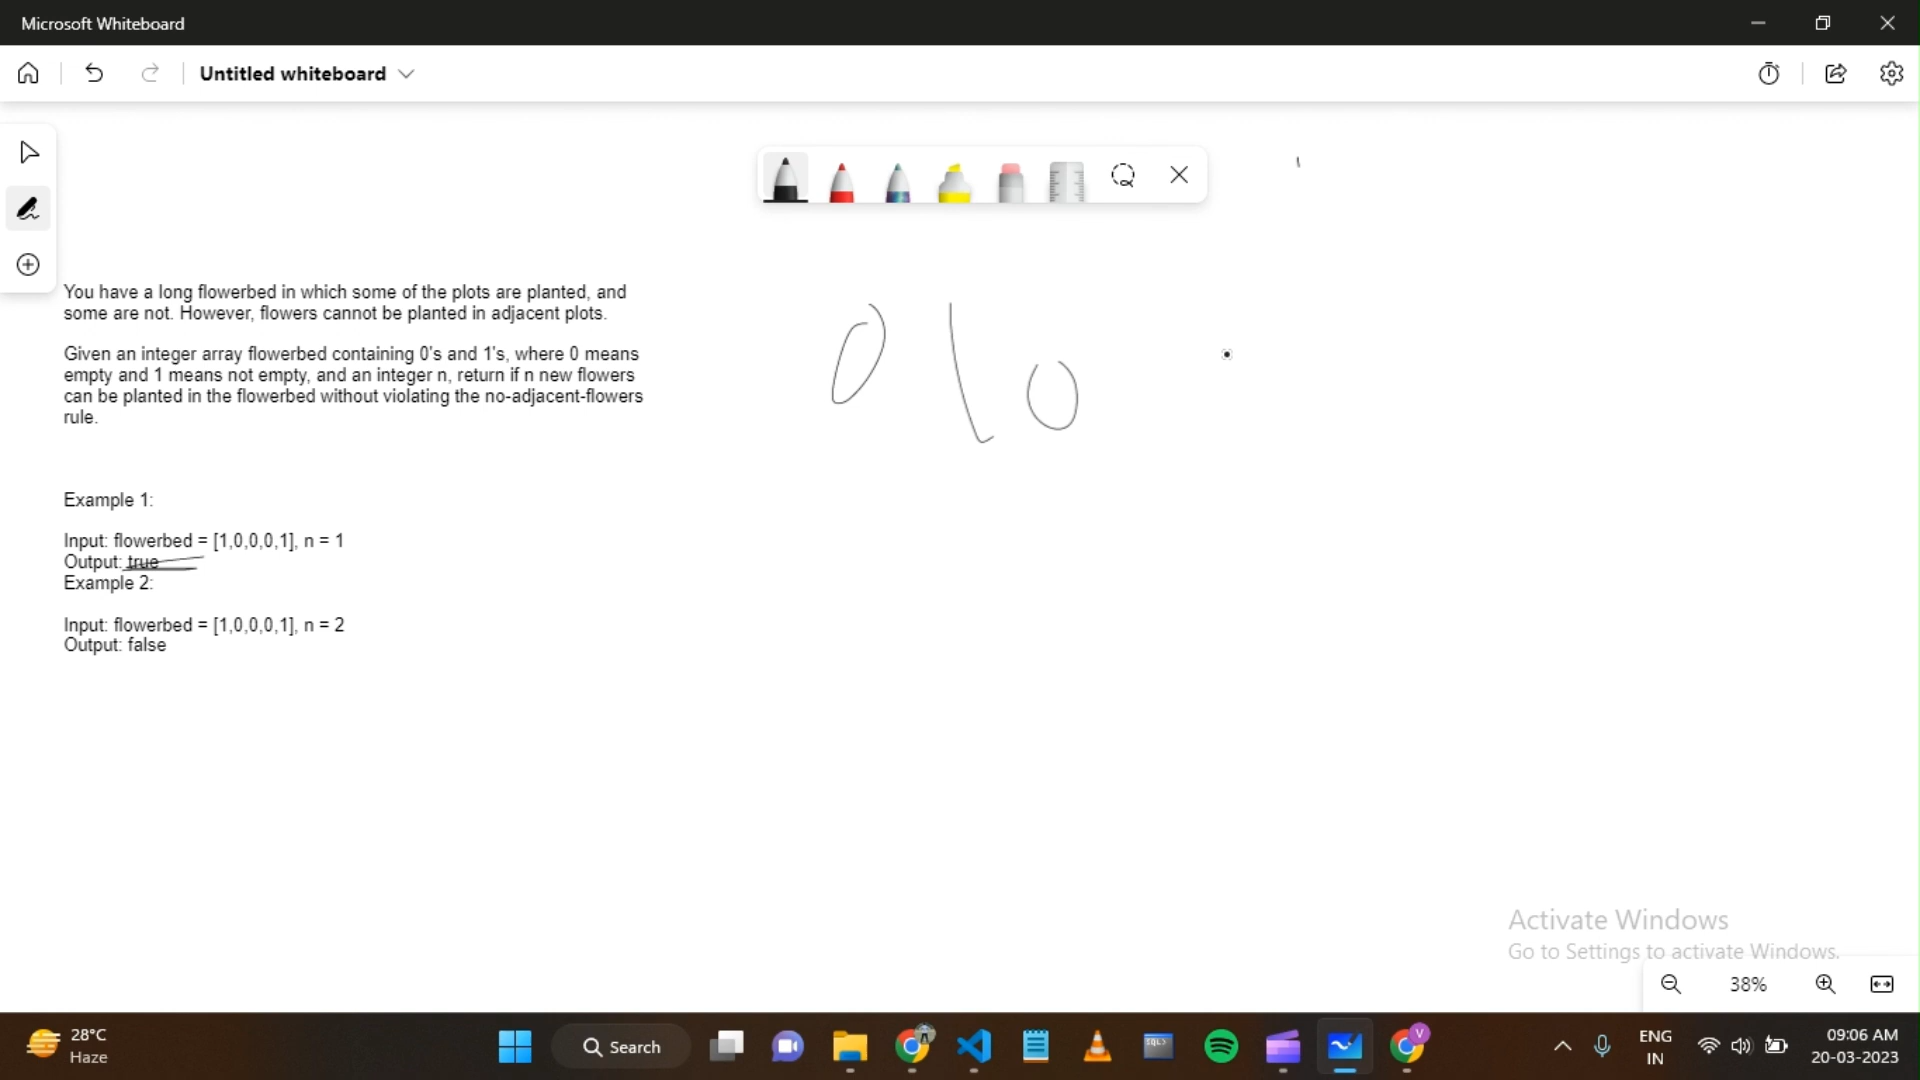 Microsoft Whiteboard
Untitled whiteboard
You have a long flowerbed in which some of the plots are planted, and
some are not. However, flowers cannot be planted in adjacent plots.
Given an integer array flowerbed containing 0's and 1's, where 0 means
empty and 1 means not empty, and an integer n, return if n new flowers
can be planted in the flowerbed without violating the no-adjacent-flowers
rule.
0 1 0
Example 1:
Input: flowerbed = [1,0,0,0,1], n = 1
Output: true
Example 2:
Input: flowerbed = [1,0,0,0,1], n = 2
Output: false
Activate Windows
Go to Settings to activate Windows.
38%
28°C
Haze
Search
SQL>
V
ENG
IN
09:06 AM
20-03-2023